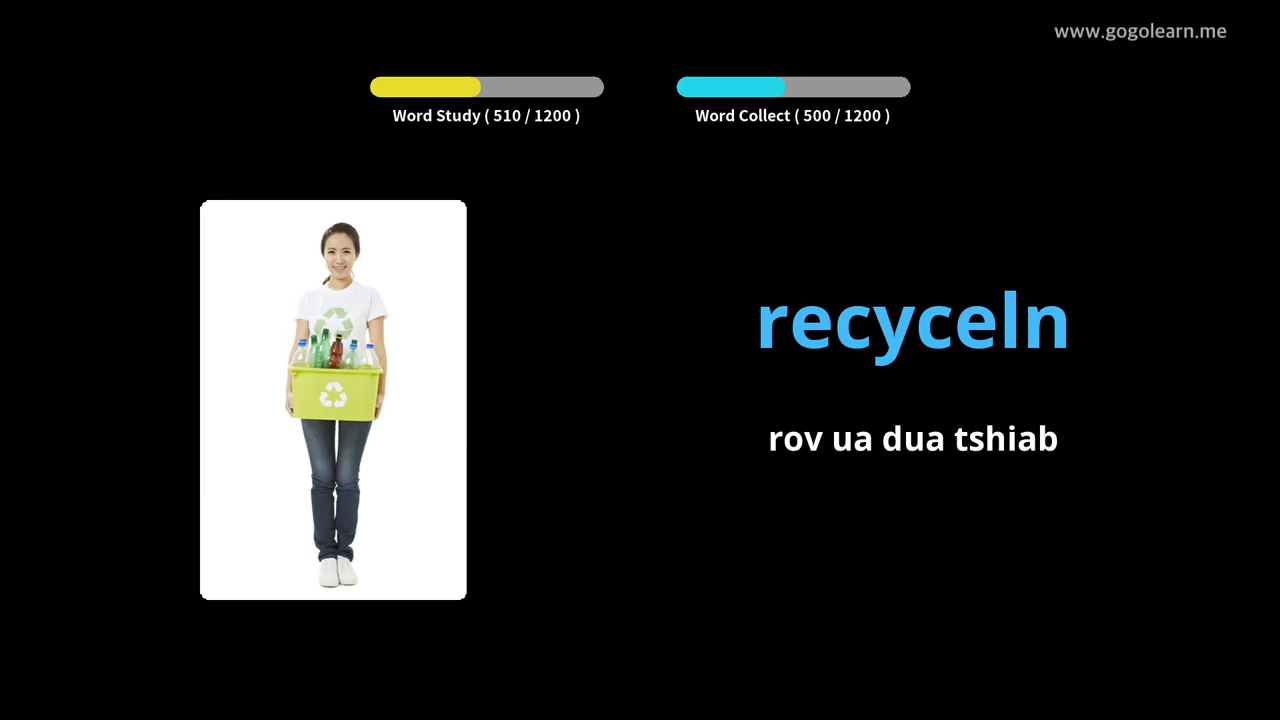 www.gogolearn.me
Word Study ( 510 / 1200 )
Word Collect ( 500 / 1200 )
recyceln
rov ua dua tshiab